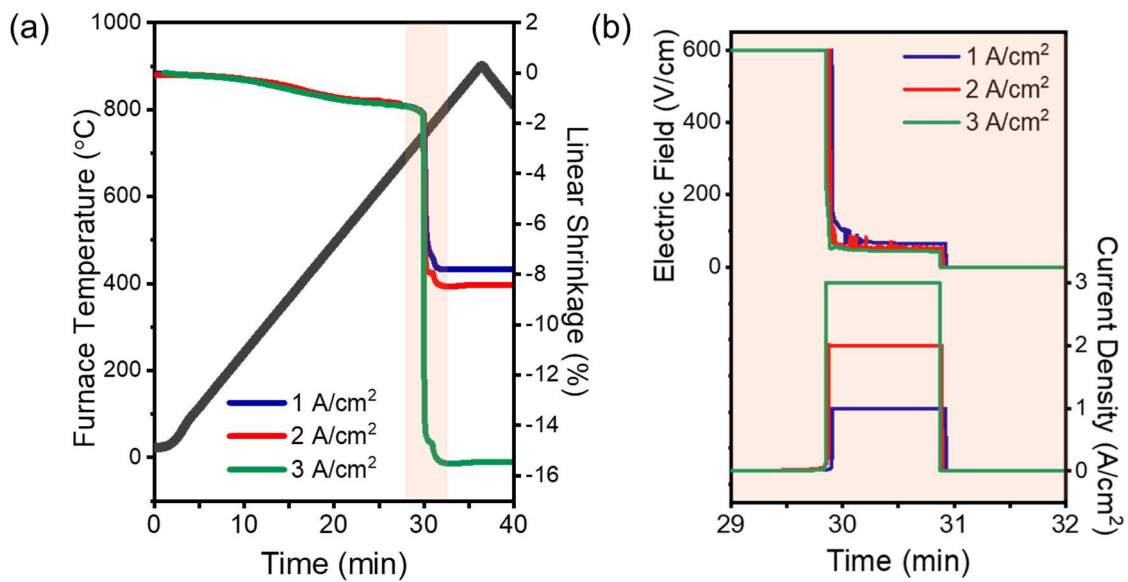 (a)
1000
800
600
400
200
0
Furnace Temperature (°C)
2
0
-2
-4
-6
-8
-10
-12
-14
-16
Linear Shrinkage (%)
1 A/cm²
2 A/cm²
3 A/cm²
0 10 20 30 40
Time (min)
(b)
600
400
200
0
Electric Field (V/cm)
1 A/cm²
2 A/cm²
3 A/cm²
3
2
1
0
Current Density (A/cm²)
29 30 31 32
Time (min)